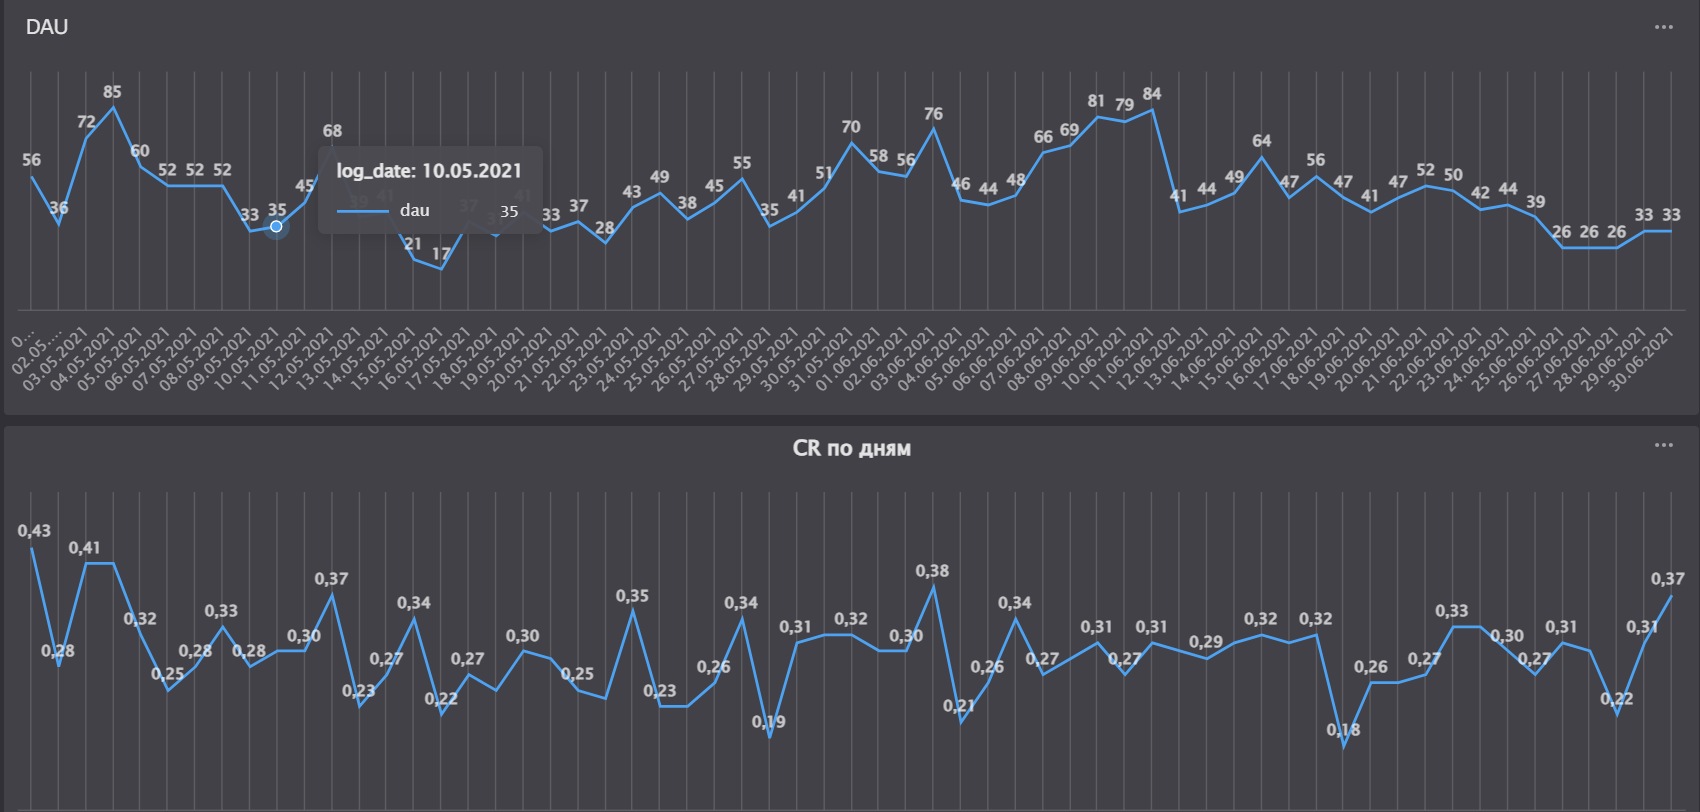 DAU
56 36 72 85 60 52 52 52 33 35 45 68 39 41 21 17 37 41 33 37 28 43 49 38 45 55 35 41 51 70 58 56 76 46 44 48 66 69 81 79 84 41 44 49 64 47 56 47 41 47 52 50 42 44 39 26 26 26 33 33
log_date: 10.05.2021
dau 35
0... 02.05.... 03.05.2021 04.05.2021 05.05.2021 06.05.2021 07.05.2021 08.05.2021 09.05.2021 10.05.2021 11.05.2021 12.05.2021 13.05.2021 14.05.2021 15.05.2021 16.05.2021 17.05.2021 18.05.2021 19.05.2021 20.05.2021 21.05.2021 22.05.2021 23.05.2021 24.05.2021 25.05.2021 26.05.2021 27.05.2021 28.05.2021 29.05.2021 30.05.2021 31.05.2021 01.06.2021 02.06.2021 03.06.2021 04.06.2021 05.06.2021 06.06.2021 07.06.2021 08.06.2021 09.06.2021 10.06.2021 11.06.2021 12.06.2021 13.06.2021 14.06.2021 15.06.2021 16.06.2021 17.06.2021 18.06.2021 19.06.2021 20.06.2021 21.06.2021 22.06.2021 23.06.2021 24.06.2021 25.06.2021 26.06.2021 27.06.2021 28.06.2021 29.06.2021 30.06.2021
CR по дням
0,43 0,28 0,41 0,32 0,25 0,28 0,33 0,28 0,30 0,37 0,23 0,27 0,34 0,22 0,27 0,30 0,25 0,35 0,23 0,26 0,34 0,19 0,31 0,32 0,30 0,38 0,21 0,26 0,34 0,27 0,31 0,27 0,31 0,29 0,32 0,32 0,18 0,26 0,27 0,33 0,30 0,27 0,31 0,22 0,31 0,37